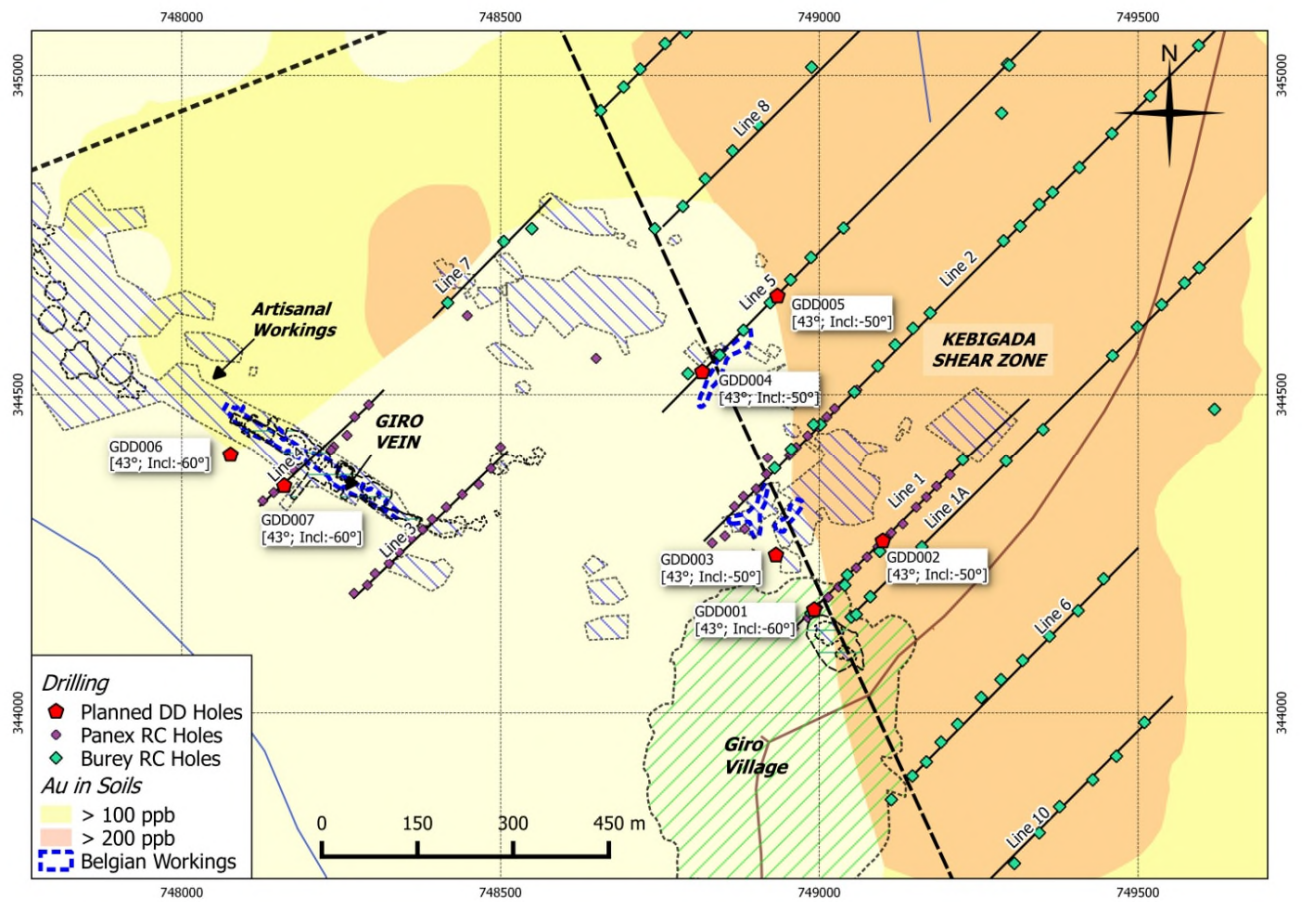 748000
748500
749000
749500
345000
345000
N
Line 8
Line 7
Line 5
Line 2
Artisanal
Workings
GDD005
[43°; Incl:-50°]
KEBIGADA
SHEAR ZONE
344500
344500
GDD004
[43°; Incl:-50°]
GIRO
VEIN
GDD006
[43°; Incl:-60°]
Line 4
Line 1
Line 1A
GDD007
[43°; Incl:-60°]
Line 3
GDD003
[43°; Incl:-50°]
GDD002
[43°; Incl:-50°]
GDD001
[43°; Incl:-60°]
Line 6
344000
344000
Giro
Village
Line 10
Drilling
Planned DD Holes
Panex RC Holes
Burey RC Holes
Au in Soils
> 100 ppb
> 200 ppb
Belgian Workings
0 150 300 450 m
748000
748500
749000
749500